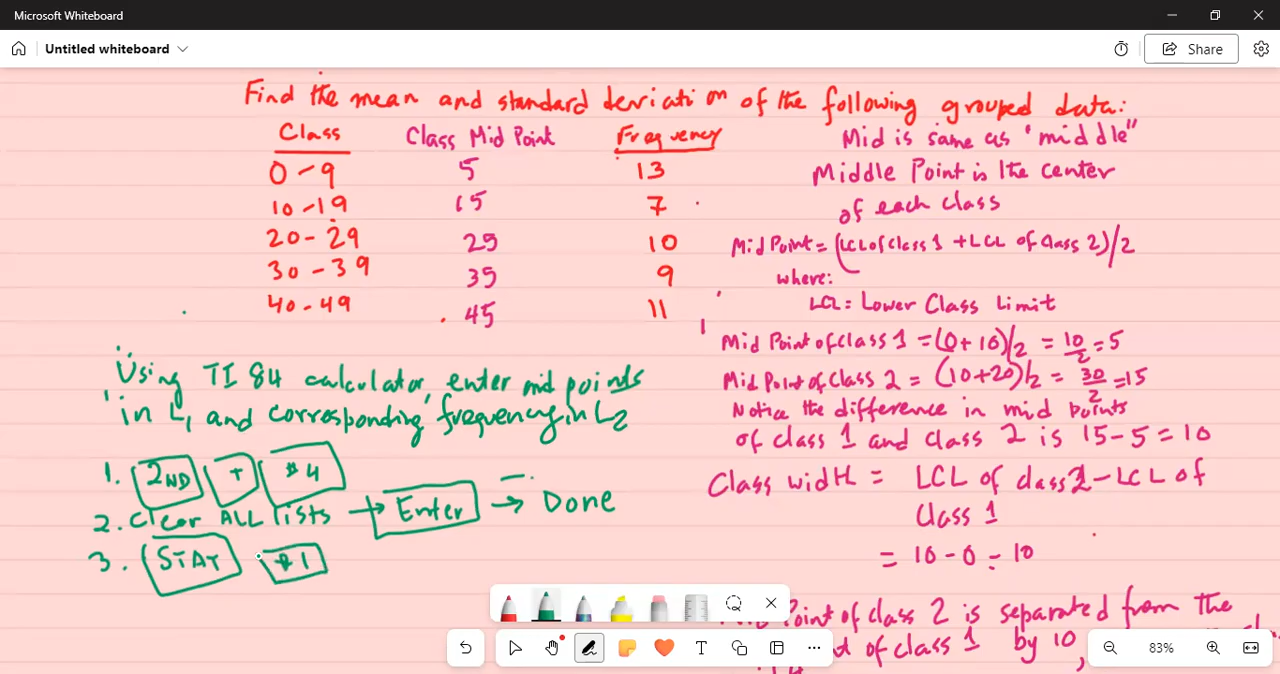 Microsoft Whiteboard
Untitled whiteboard
Share
Find the mean and standard deviation of the following grouped data:
Class Class Mid Point Frequency
0-9 5 13
10-19 15 7
20-29 25 10
30-39 35 9
40-49 45 11
Mid is same as "middle"
Middle Point is the center
of each class
Mid Point = (LCL of class 1 + LCL of class 2)/2
where:
LCL = Lower Class Limit
Mid Point of class 1 = (0+10)/2 = 10/2 = 5
Mid Point of class 2 = (10+20)/2 = 30/2 = 15
Notice the difference in mid points
of class 1 and class 2 is 15-5=10
Class width = LCL of class 2 - LCL of
Class 1
= 10-0 = 10
Point of class 2 is separated from the
of class 1 by 10,
Using TI 84 calculator, enter mid points
in L1 and corresponding frequency in L2
1. 2ND + #4
2. Clear ALL lists → Enter → Done
3. STAT #1
83%